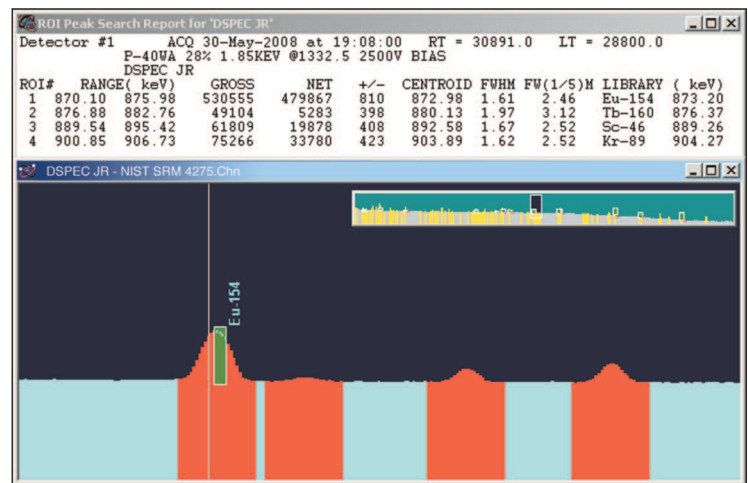 ROI Peak Search Report for "DSPEC JR"
Detector #1 ACQ 30-May-2008 at 19:08:00 RT = 30891.0 LT = 28800.0
P-40WA 28% 1.85KEV @1332.5 2500V BIAS
DSPEC JR
ROI# RANGE( keV) GROSS NET +/- CENTROID FWHM FW(1/5)M LIBRARY ( keV)
1 870.10 875.98 530555 479867 810 872.98 1.61 2.46 Eu-154 873.20
2 876.88 882.76 49104 5283 398 880.13 1.97 3.12 Tb-160 876.37
3 889.54 895.42 61809 19878 408 892.58 1.67 2.52 Sc-46 889.26
4 900.85 906.73 75266 33780 423 903.89 1.62 2.52 Kr-89 904.27
DSPEC JR - NIST SRM 4275.Chn
Eu-154